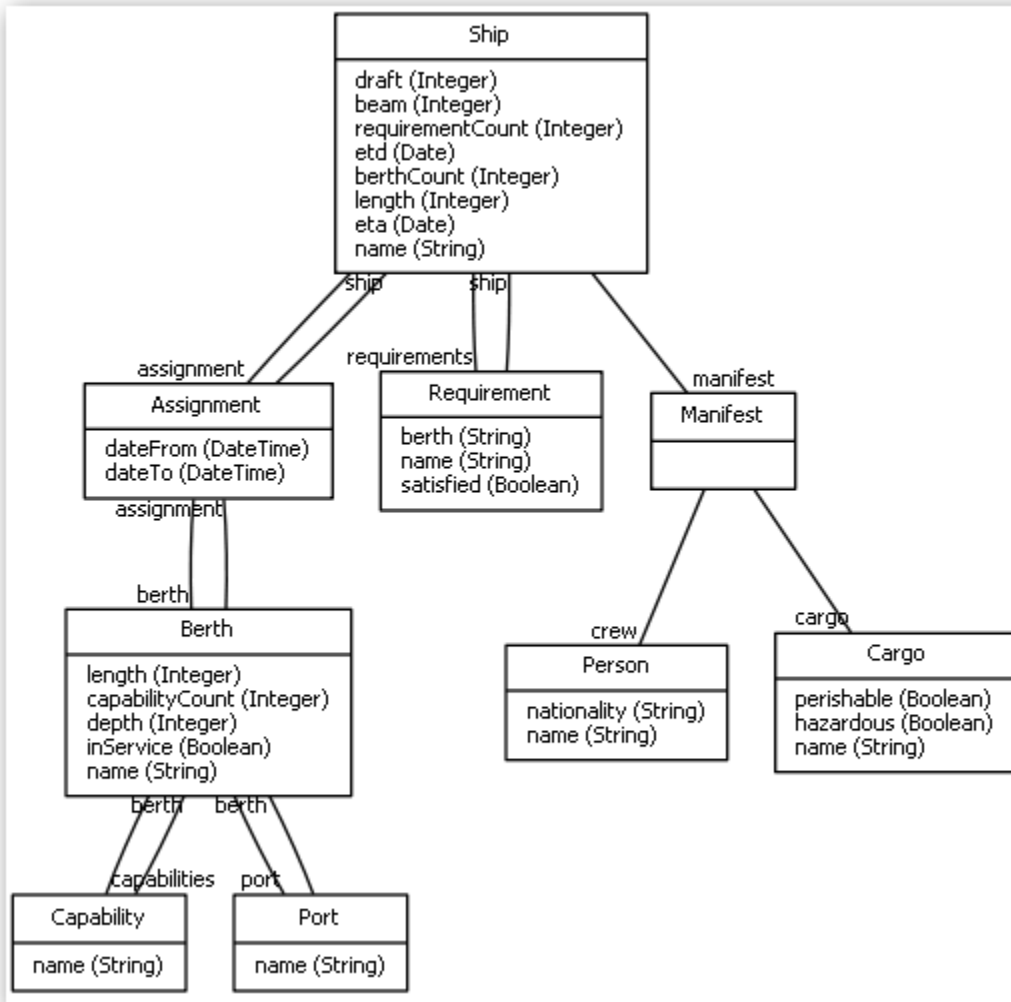 Ship
draft (Integer)
beam (Integer)
requirementCount (Integer)
etd (Date)
berthCount (Integer)
length (Integer)
eta (Date)
name (String)
ship
ship
assignment
requirements
manifest
Assignment
dateFrom (DateTime)
dateTo (DateTime)
Requirement
berth (String)
name (String)
satisfied (Boolean)
Manifest
assignment
berth
crew
cargo
Berth
length (Integer)
capabilityCount (Integer)
depth (Integer)
inService (Boolean)
name (String)
Person
nationality (String)
name (String)
Cargo
perishable (Boolean)
hazardous (Boolean)
name (String)
berth
berth
capabilities
port
Capability
name (String)
Port
name (String)